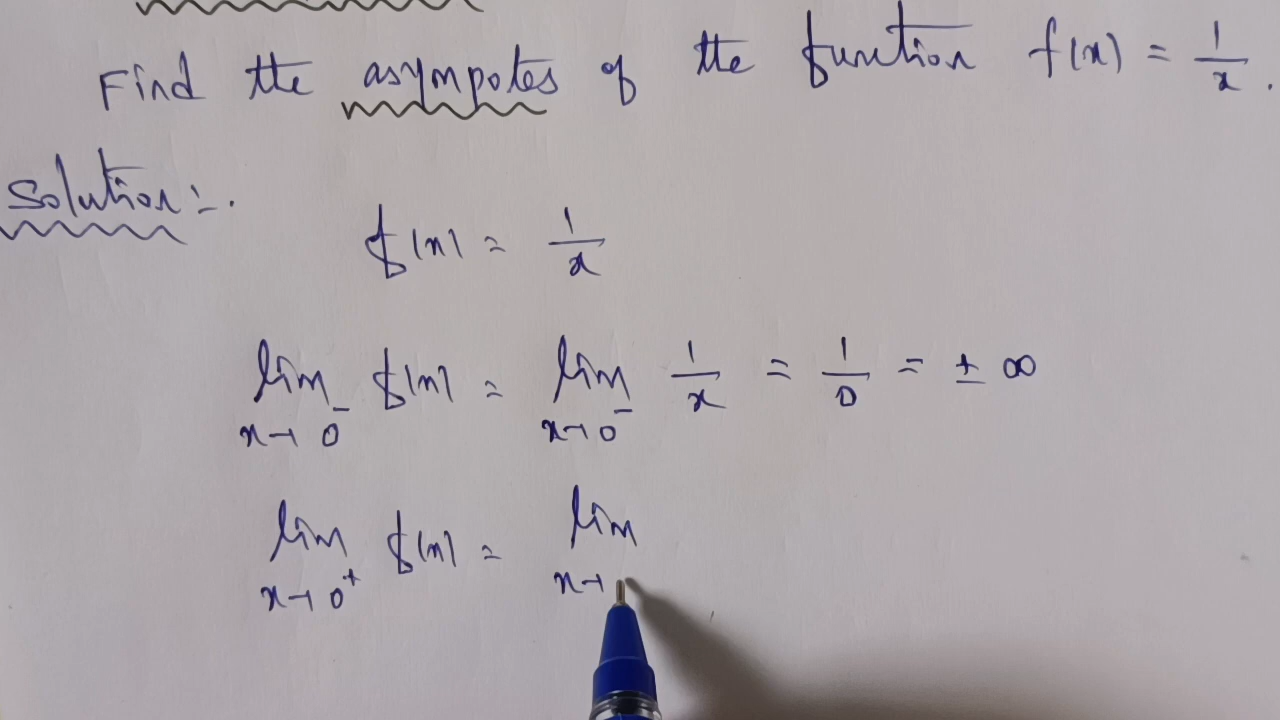 Find the asympotes of the function f(x) = 1/x.
Solution:-.
f(x) = 1/x
lim x→0⁻ f(x) = lim x→0⁻ 1/x = 1/0 = ± ∞
lim x→0⁺ f(x) = lim x→